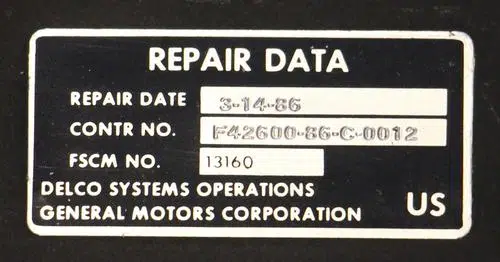 REPAIR DATA
REPAIR DATE 3-14-86
CONTR NO. F42600-86-C-0012
FSCM NO. 13160
DELCO SYSTEMS OPERATIONS
GENERAL MOTORS CORPORATION US